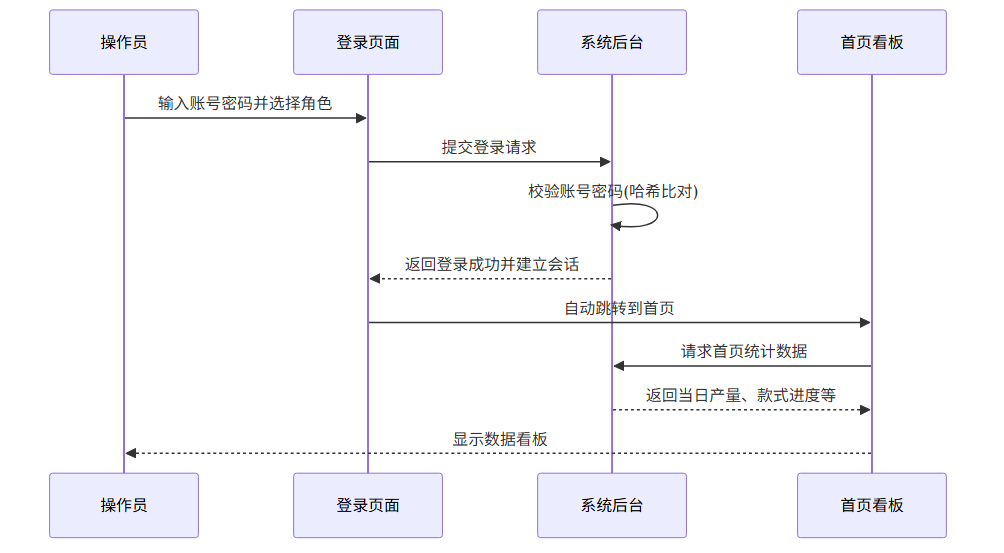 操作员
登录页面
系统后台
首页看板
输入账号密码并选择角色
提交登录请求
校验账号密码(哈希比对)
返回登录成功并建立会话
自动跳转到首页
请求首页统计数据
返回当日产量、款式进度等
显示数据看板
操作员
登录页面
系统后台
首页看板